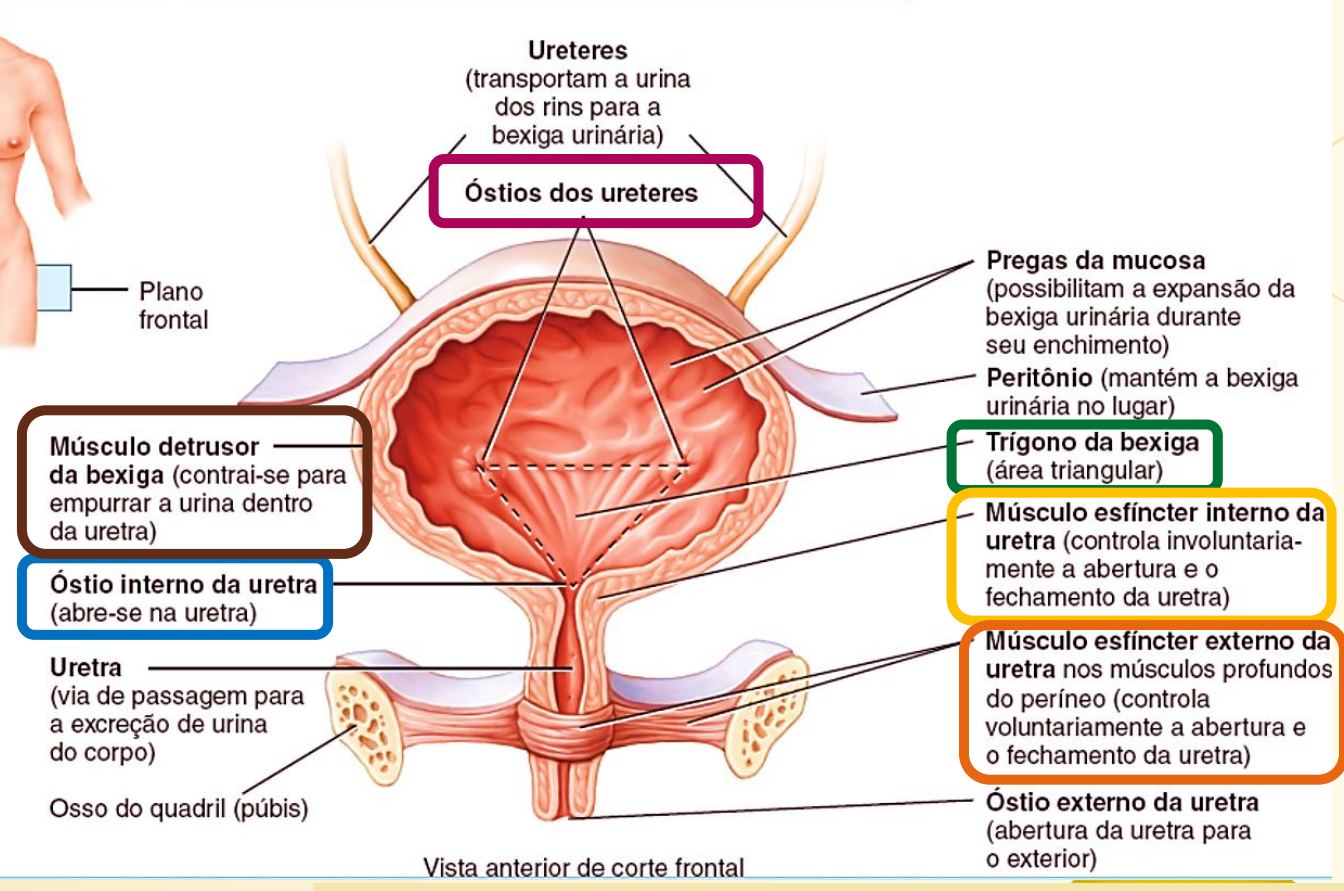 Ureteres
(transportam a urina
dos rins para a
bexiga urinária)
Óstios dos ureteres
Plano
frontal
Pregas da mucosa
(possibilitam a expansão da
bexiga urinária durante
seu enchimento)
Peritônio (mantém a bexiga
urinária no lugar)
Músculo detrusor
da bexiga (contrai-se para
empurrar a urina dentro
da uretra)
Trígono da bexiga
(área triangular)
Músculo esfíncter interno da
uretra (controla involuntaria-
mente a abertura e o
fechamento da uretra)
Óstio interno da uretra
(abre-se na uretra)
Músculo esfíncter externo da
uretra nos músculos profundos
do períneo (controla
voluntariamente a abertura e
o fechamento da uretra)
Uretra
(via de passagem para
a excreção de urina
do corpo)
Osso do quadril (púbis)
Óstio externo da uretra
(abertura da uretra para
o exterior)
Vista anterior de corte frontal